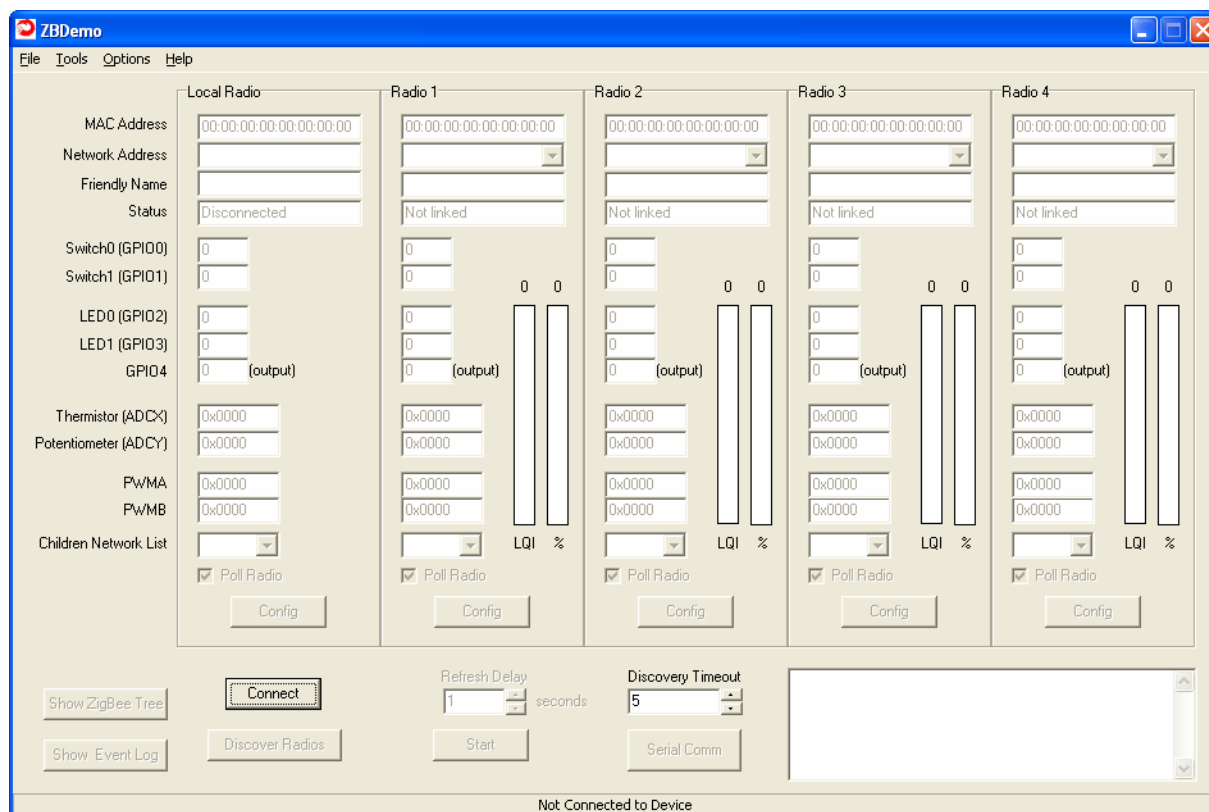 ZBDemo
File Tools Options Help
Local Radio Radio 1 Radio 2 Radio 3 Radio 4
MAC Address 00:00:00:00:00:00:00:00 00:00:00:00:00:00:00:00 00:00:00:00:00:00:00:00 00:00:00:00:00:00:00:00 00:00:00:00:00:00:00:00
Network Address
Friendly Name
Status Disconnected Not linked Not linked Not linked Not linked
Switch0 (GPIO0) 0 0 0 0 0
Switch1 (GPIO1) 0 0 0 0 0
0 0 0 0 0 0 0 0
LED0 (GPIO2) 0 0 0 0 0
LED1 (GPIO3) 0 0 0 0 0
GPIO4 0 (output) 0 (output) 0 (output) 0 (output) 0 (output)
Thermistor (ADCX) 0x0000 0x0000 0x0000 0x0000 0x0000
Potentiometer (ADCY) 0x0000 0x0000 0x0000 0x0000 0x0000
PWMA 0x0000 0x0000 0x0000 0x0000 0x0000
PWMB 0x0000 0x0000 0x0000 0x0000 0x0000
Children Network List LQI % LQI % LQI % LQI %
Poll Radio Poll Radio Poll Radio Poll Radio Poll Radio
Config Config Config Config Config
Refresh Delay Discovery Timeout
Show ZigBee Tree Connect 1 seconds 5
Show Event Log Discover Radios Start Serial Comm
Not Connected to Device